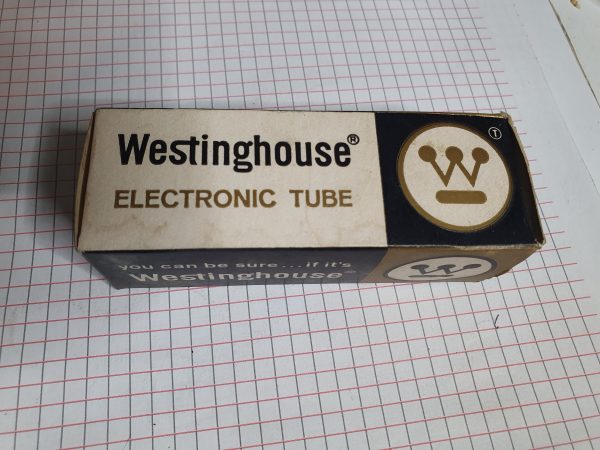 Westinghouse®
ELECTRONIC TUBE
W
T
you can be sure...if it's
Westinghouse®
W